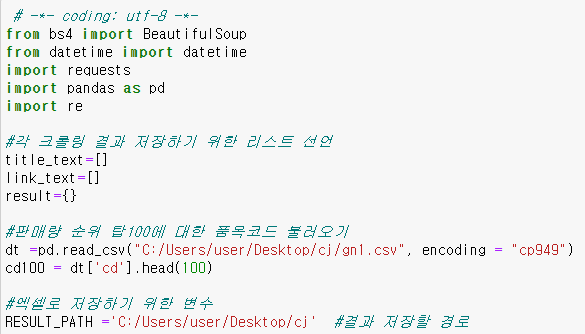 # -*- coding: utf-8 -*-
from bs4 import BeautifulSoup
from datetime import datetime
import requests
import pandas as pd
import re
#각 크롤링 결과 저장하기 위한 리스트 선언
title_text=[]
link_text=[]
result={}
#판매량 순위 탑100에 대한 품목코드 불러오기
dt =pd.read_csv("C:/Users/user/Desktop/cj/gn1.csv", encoding = "cp949")
cd100 = dt['cd'].head(100)
#엑셀로 저장하기 위한 변수
RESULT_PATH ='C:/Users/user/Desktop/cj'  #결과 저장할 경로